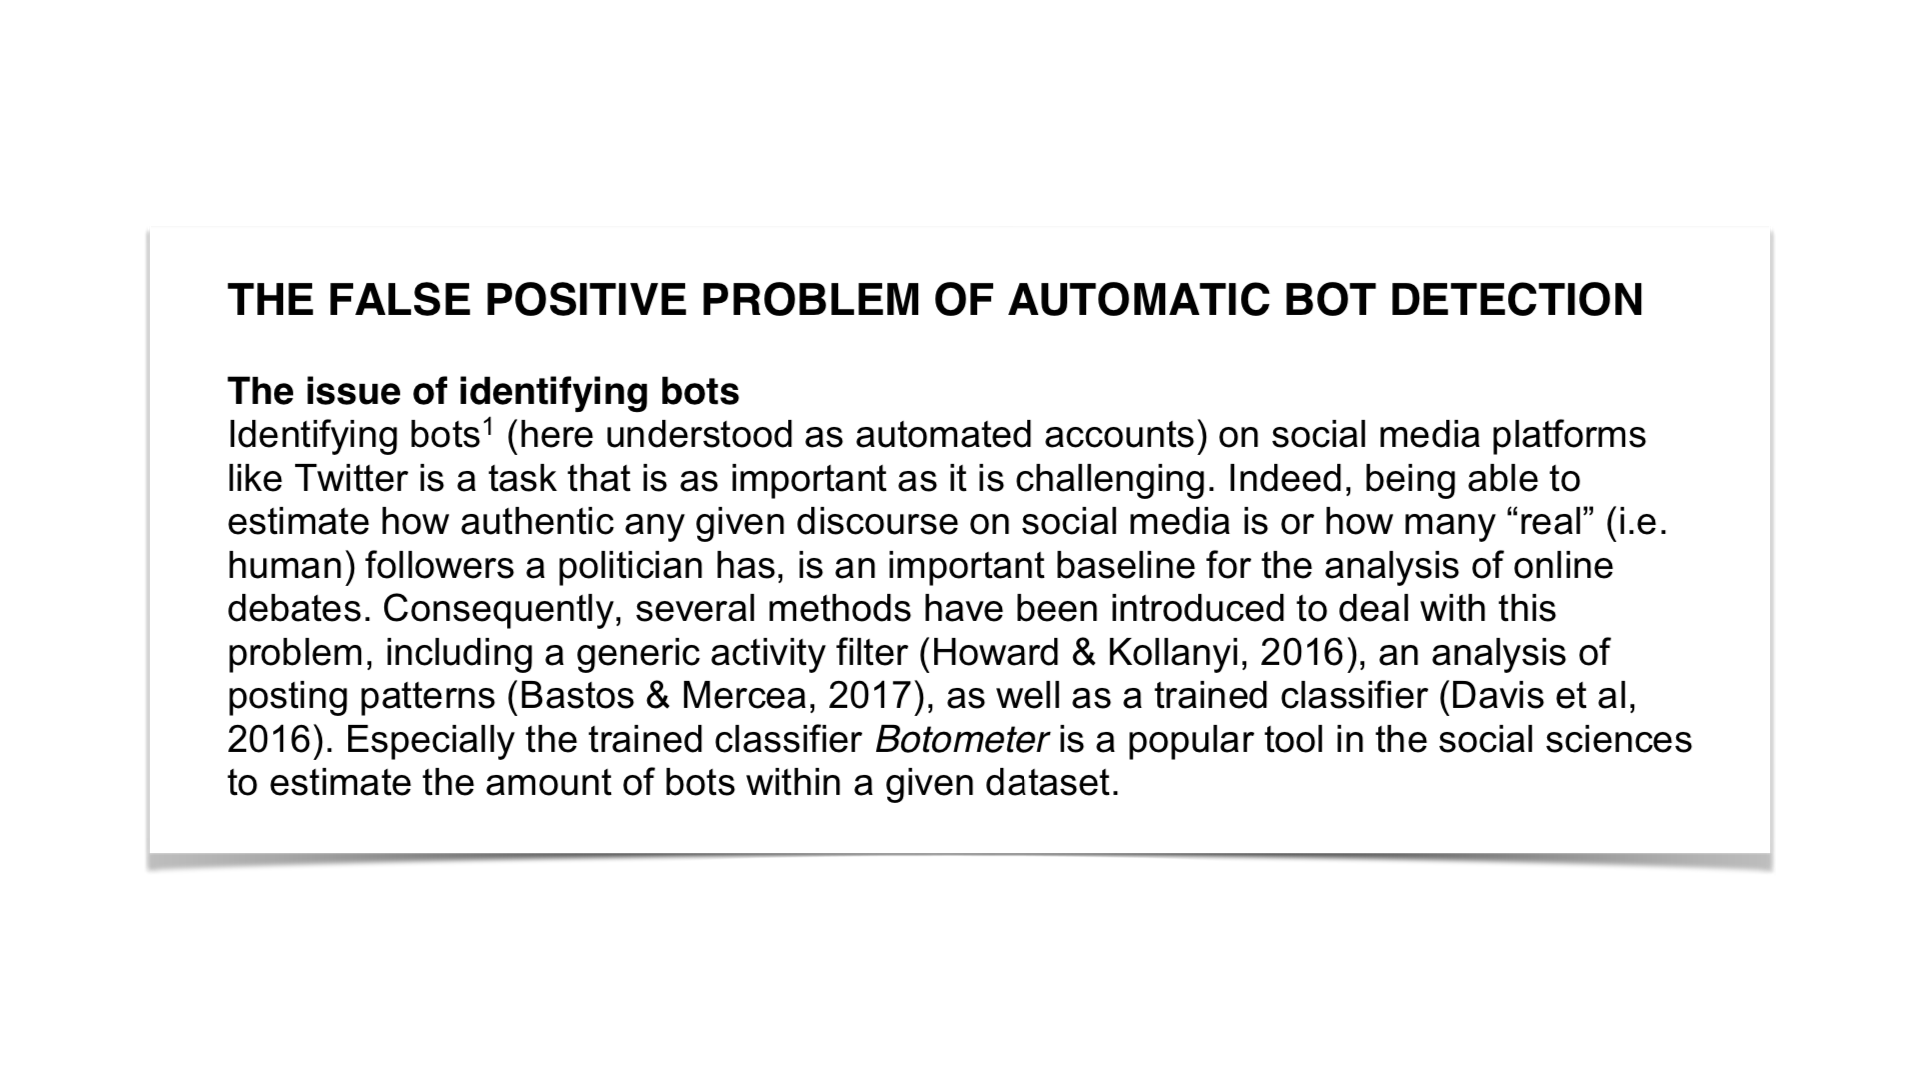 THE FALSE POSITIVE PROBLEM OF AUTOMATIC BOT DETECTION
The issue of identifying bots
Identifying bots¹ (here understood as automated accounts) on social media platforms
like Twitter is a task that is as important as it is challenging. Indeed, being able to
estimate how authentic any given discourse on social media is or how many “real” (i.e.
human) followers a politician has, is an important baseline for the analysis of online
debates. Consequently, several methods have been introduced to deal with this
problem, including a generic activity filter (Howard & Kollanyi, 2016), an analysis of
posting patterns (Bastos & Mercea, 2017), as well as a trained classifier (Davis et al,
2016). Especially the trained classifier Botometer is a popular tool in the social sciences
to estimate the amount of bots within a given dataset.